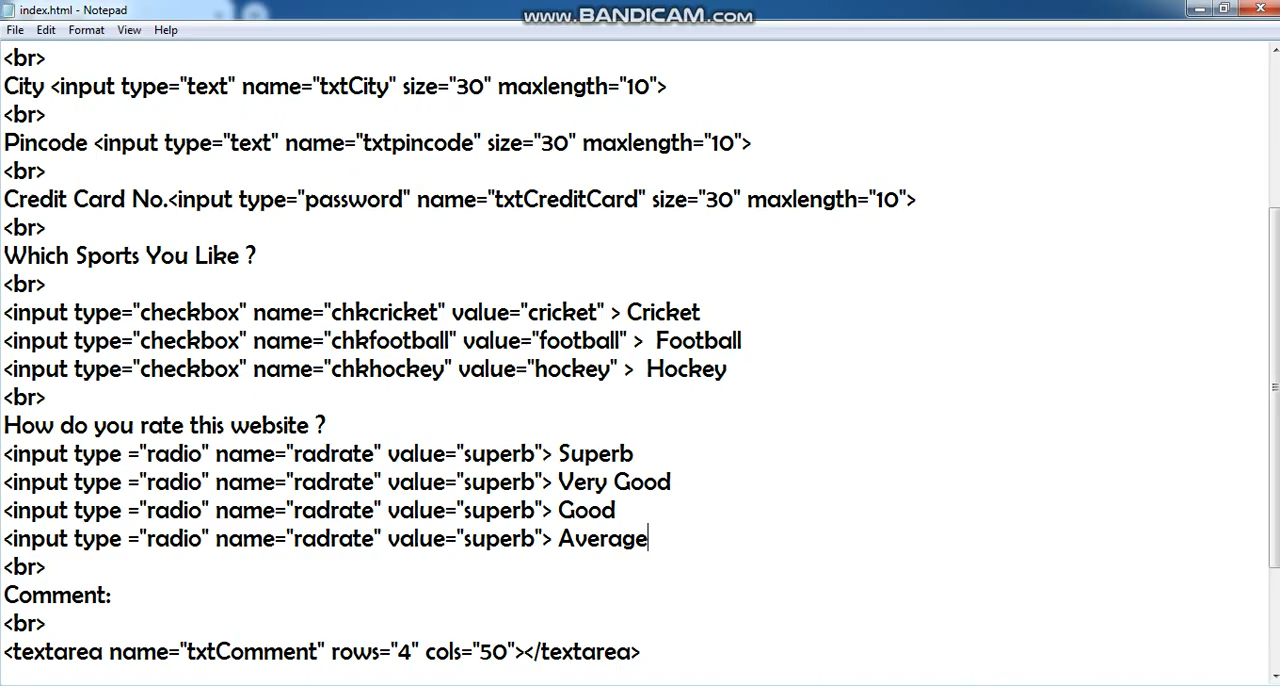 index.html - Notepad
www.BANDICAM.com
File Edit Format View Help
<br>
City <input type="text" name="txtCity" size="30" maxlength="10">
<br>
Pincode <input type="text" name="txtpincode" size="30" maxlength="10">
<br>
Credit Card No.<input type="password" name="txtCreditCard" size="30" maxlength="10">
<br>
Which Sports You Like ?
<br>
<input type="checkbox" name="chkcricket" value="cricket" > Cricket
<input type="checkbox" name="chkfootball" value="football" >  Football
<input type="checkbox" name="chkhockey" value="hockey" >  Hockey
<br>
How do you rate this website ?
<input type ="radio" name="radrate" value="superb"> Superb
<input type ="radio" name="radrate" value="superb"> Very Good
<input type ="radio" name="radrate" value="superb"> Good
<input type ="radio" name="radrate" value="superb"> Average
<br>
Comment:
<br>
<textarea name="txtComment" rows="4" cols="50"></textarea>